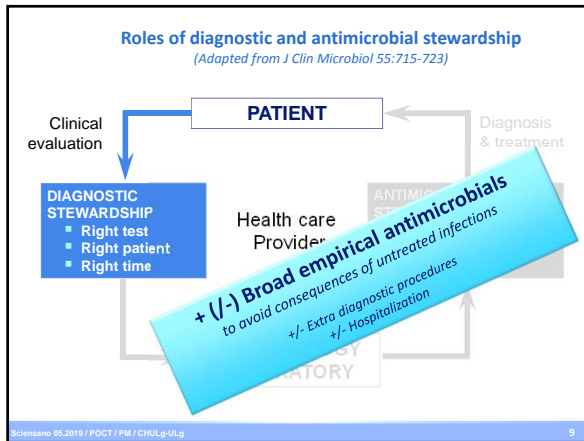 Roles of diagnostic and antimicrobial stewardship
(Adapted from J Clin Microbiol 55:715-723)
PATIENT
Clinical
evaluation
Diagnosis
& treatment
DIAGNOSTIC
STEWARDSHIP
▪ Right test
▪ Right patient
▪ Right time
Health care
Provider
+ (/-) Broad empirical antimicrobials
to avoid consequences of untreated infections
+/- Extra diagnostic procedures
+/- Hospitalization
Sciensano 05.2019 / POCT / PM / CHULg-ULg
9